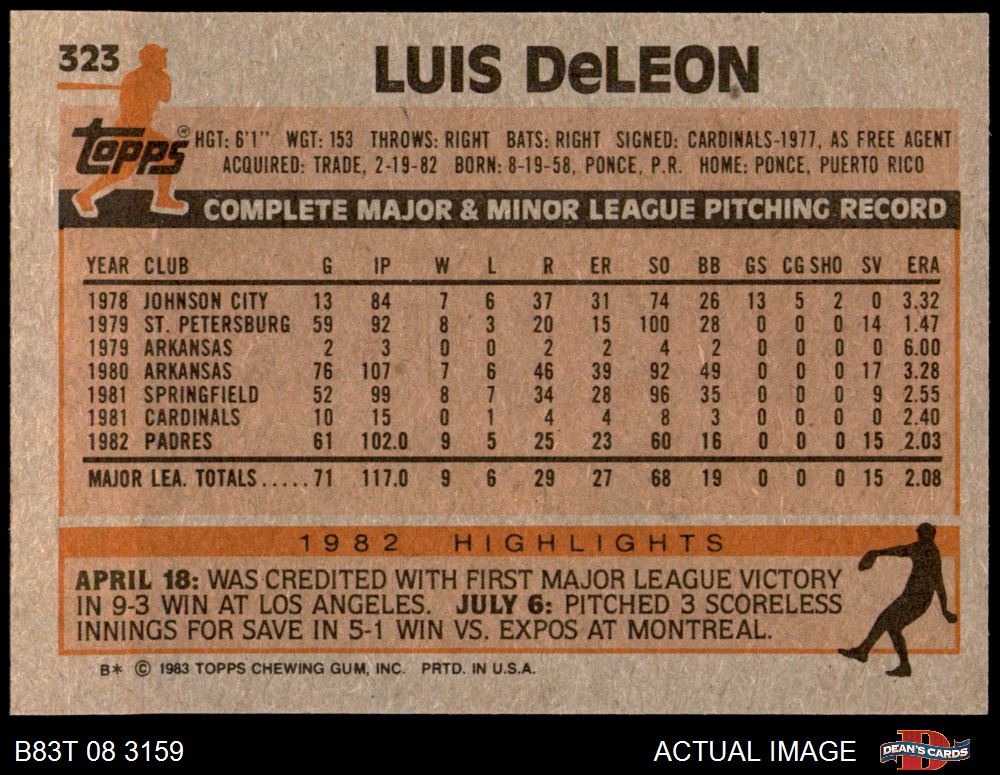 323
LUIS DeLEON
topps®
HGT: 6'1" WGT: 153 THROWS: RIGHT BATS: RIGHT SIGNED: CARDINALS-1977, AS FREE AGENT
ACQUIRED: TRADE, 2-19-82 BORN: 8-19-58, PONCE, P.R. HOME: PONCE, PUERTO RICO
COMPLETE MAJOR & MINOR LEAGUE PITCHING RECORD
YEAR CLUB G IP W L R ER SO BB GS CG SHO SV ERA
1978 JOHNSON CITY 13 84 7 6 37 31 74 26 13 5 2 0 3.32
1979 ST. PETERSBURG 59 92 8 3 20 15 100 28 0 0 0 14 1.47
1979 ARKANSAS 2 3 0 0 2 2 4 2 0 0 0 0 6.00
1980 ARKANSAS 76 107 7 6 46 39 92 49 0 0 0 17 3.28
1981 SPRINGFIELD 52 99 8 7 34 28 96 35 0 0 0 9 2.55
1981 CARDINALS 10 15 0 1 4 4 8 3 0 0 0 0 2.40
1982 PADRES 61 102.0 9 5 25 23 60 16 0 0 0 15 2.03
MAJOR LEA. TOTALS.....71 117.0 9 6 29 27 68 19 0 0 0 15 2.08
1982 HIGHLIGHTS
APRIL 18: WAS CREDITED WITH FIRST MAJOR LEAGUE VICTORY
IN 9-3 WIN AT LOS ANGELES. JULY 6: PITCHED 3 SCORELESS
INNINGS FOR SAVE IN 5-1 WIN VS. EXPOS AT MONTREAL.
B* © 1983 TOPPS CHEWING GUM, INC. PRTD. IN U.S.A.
B83T 08 3159 ACTUAL IMAGE DEAN'S CARDS